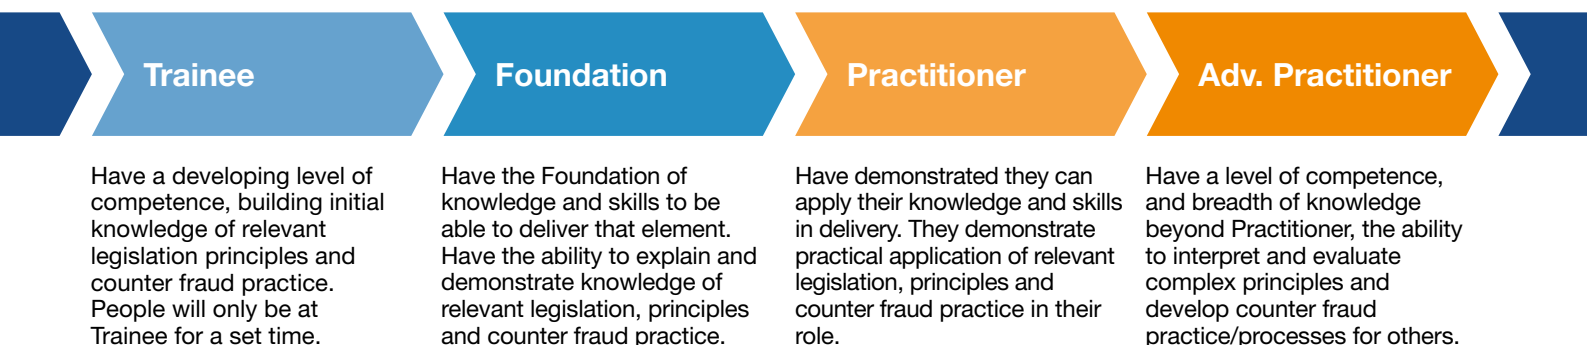 Trainee
Have a developing level of
competence, building initial
knowledge of relevant
legislation principles and
counter fraud practice.
People will only be at
Trainee for a set time.
Foundation
Have the Foundation of
knowledge and skills to be
able to deliver that element.
Have the ability to explain and
demonstrate knowledge of
relevant legislation, principles
and counter fraud practice.
Practitioner
Have demonstrated they can
apply their knowledge and skills
in delivery. They demonstrate
practical application of relevant
legislation, principles and
counter fraud practice in their
role.
Adv. Practitioner
Have a level of competence,
and breadth of knowledge
beyond Practitioner, the ability
to interpret and evaluate
complex principles and
develop counter fraud
practice/processes for others.